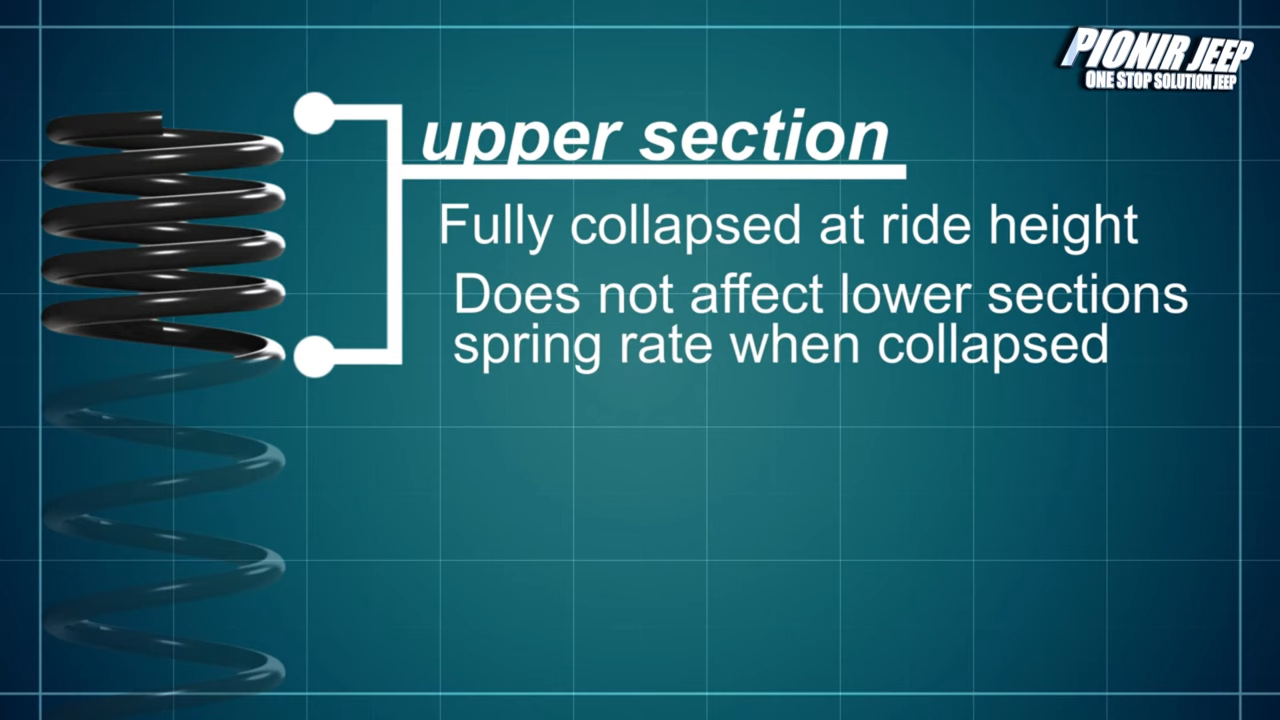 PIONIR JEEP
ONE STOP SOLUTION JEEP
upper section
Fully collapsed at ride height
Does not affect lower sections
spring rate when collapsed